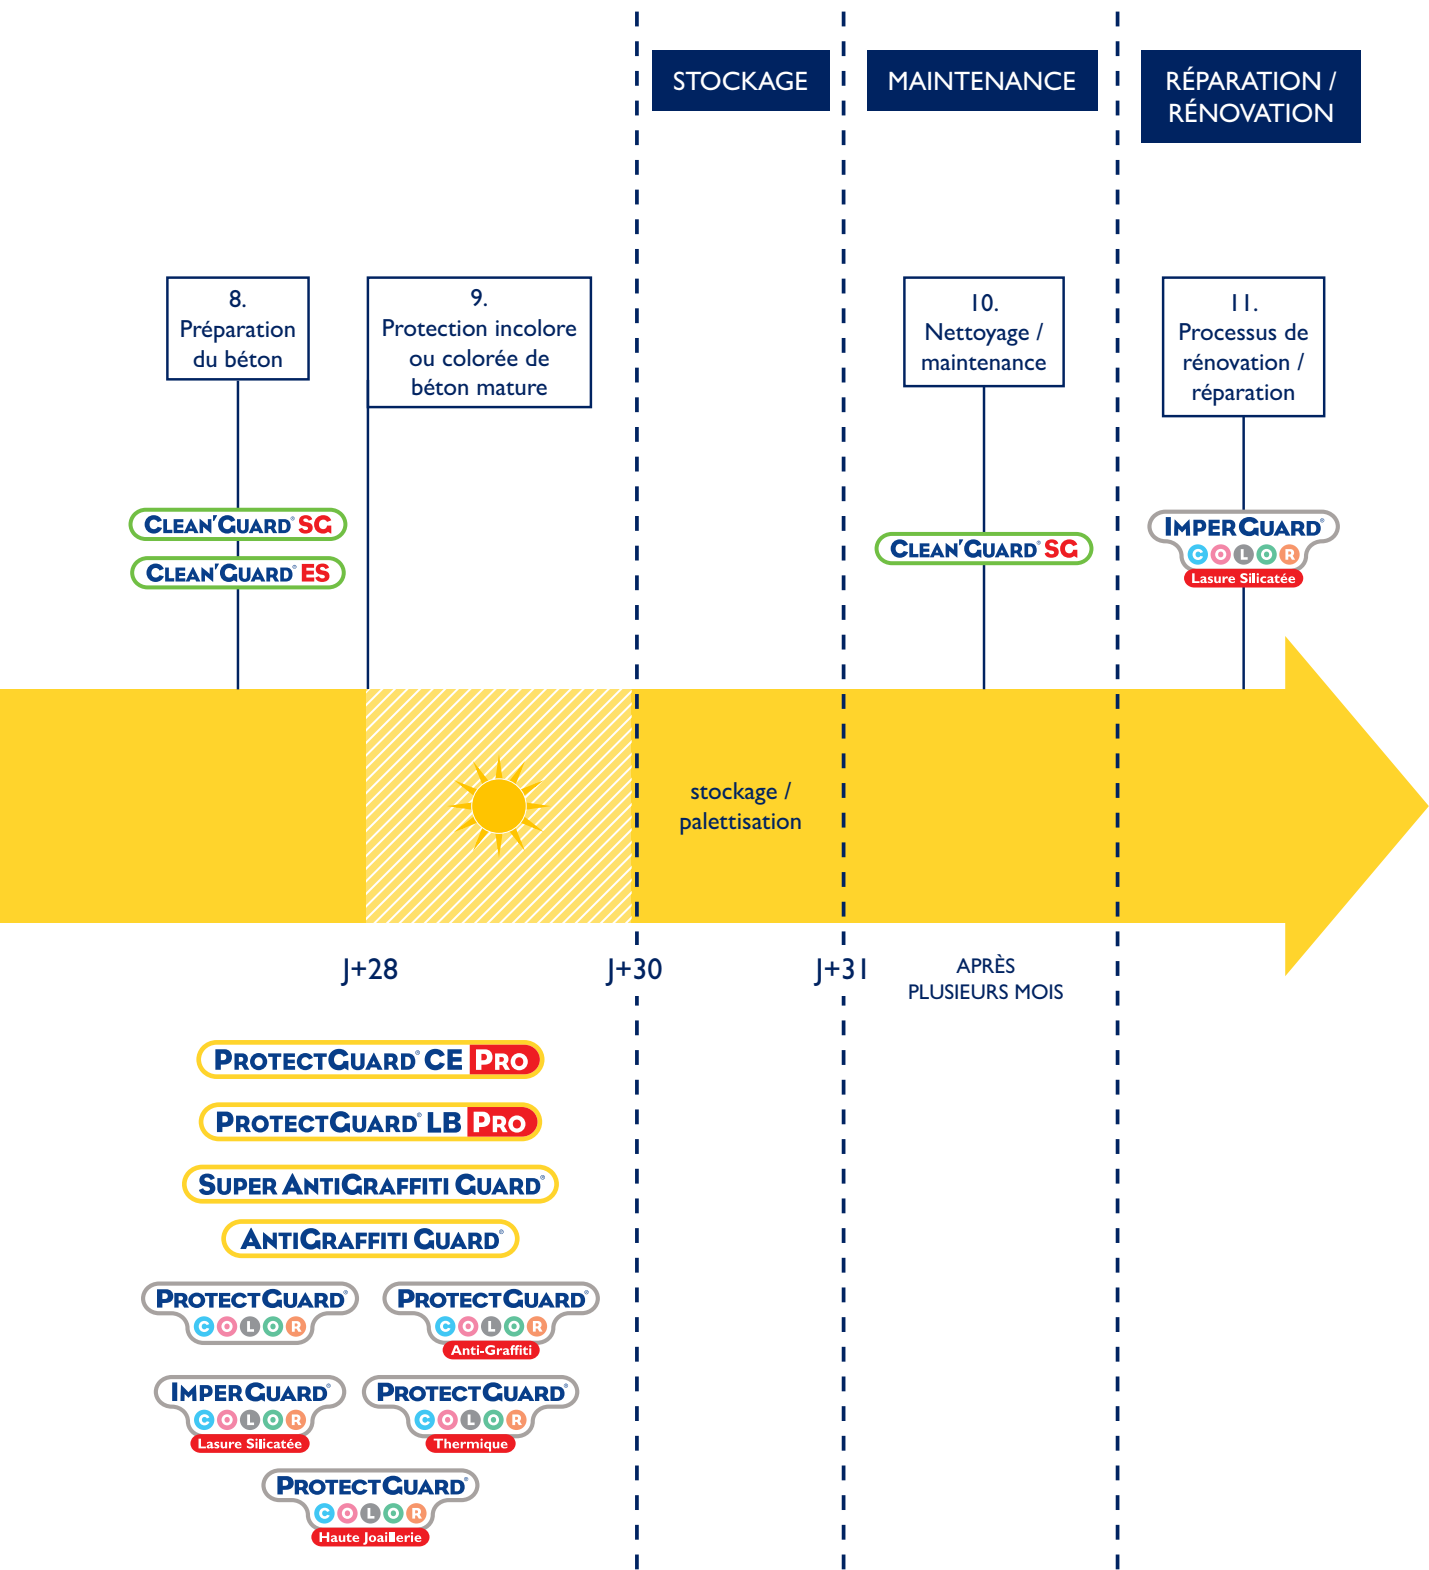 STOCKAGE
MAINTENANCE
RÉPARATION /
RÉNOVATION
8.
Préparation
du béton
9.
Protection incolore
ou colorée de
béton mature
10.
Nettoyage /
maintenance
11.
Processus de
rénovation /
réparation
CLEAN'GUARD® SG
CLEAN'GUARD® ES
CLEAN'GUARD® SG
IMPERGUARD®
COLOR
Lasure Silicatée
stockage /
palettisation
J+28
J+30
J+31
APRÈS
PLUSIEURS MOIS
PROTECTGUARD® CE PRO
PROTECTGUARD® LB PRO
SUPER ANTIGRAFFITI GUARD®
ANTIGRAFFITI GUARD®
PROTECTGUARD®
COLOR
PROTECTGUARD®
COLOR
Anti-Graffiti
IMPERGUARD®
COLOR
Lasure Silicatée
PROTECTGUARD®
COLOR
Thermique
PROTECTGUARD®
COLOR
Haute Joaillerie